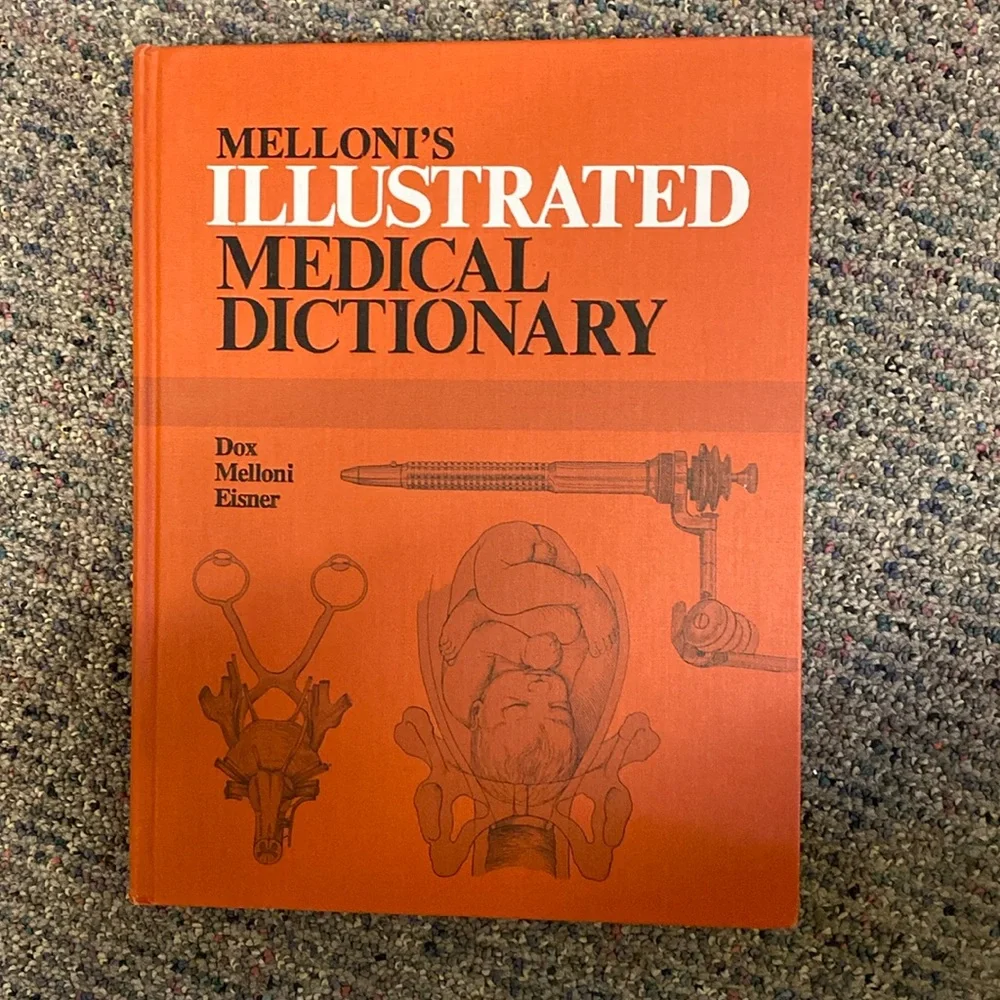 MELLONI'S
ILLUSTRATED
MEDICAL
DICTIONARY
Dox
Melloni
Eisner